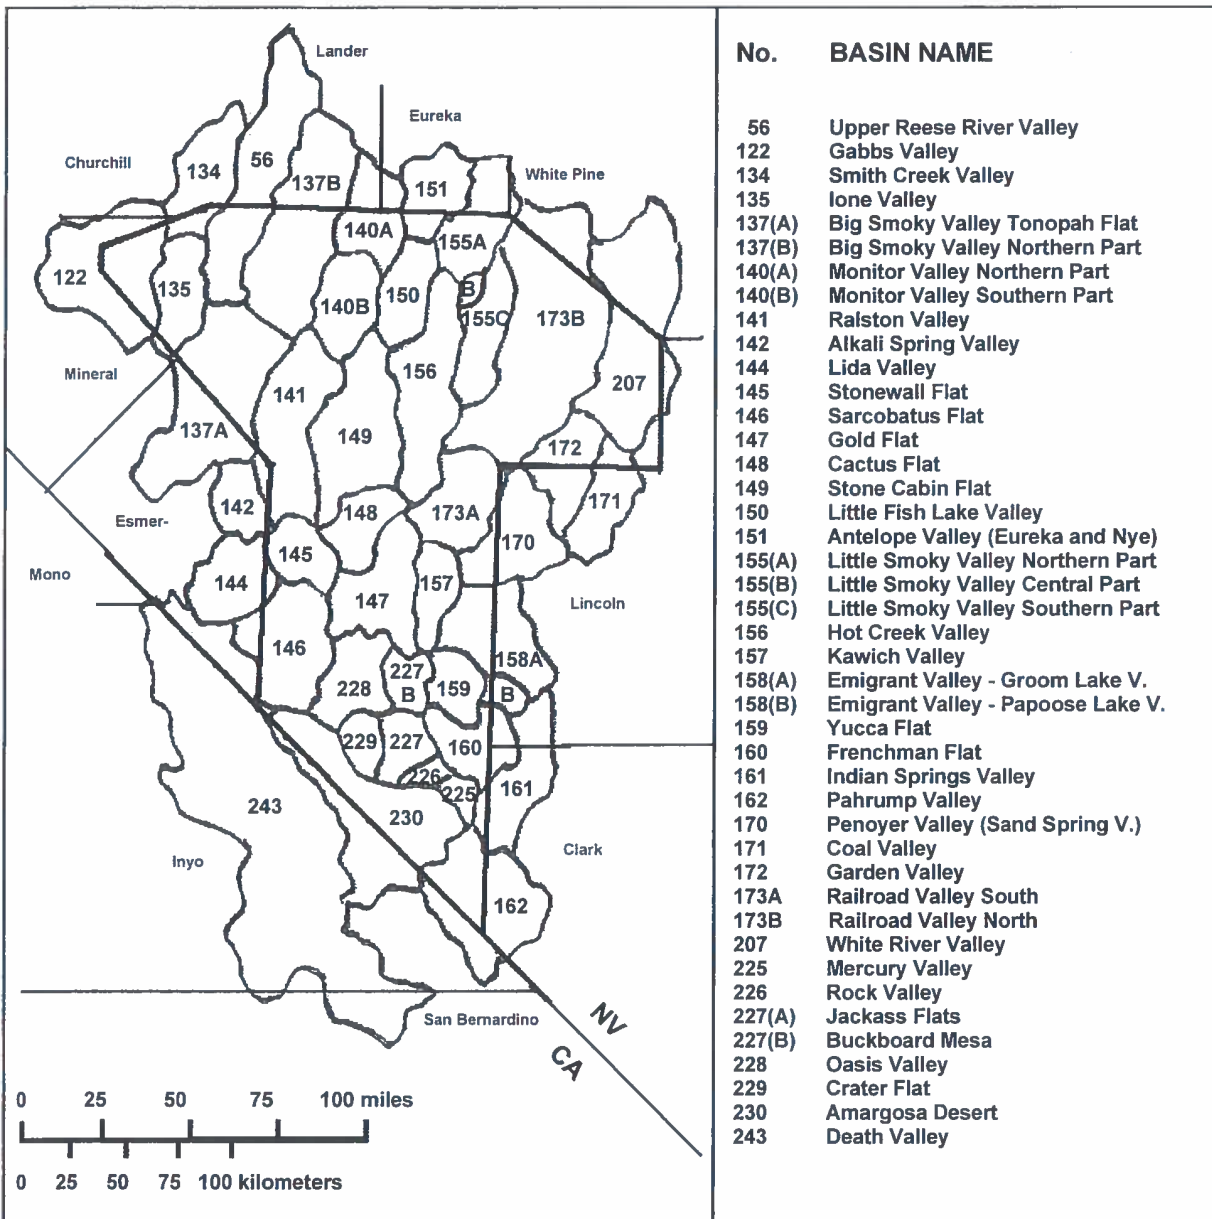 Lander
Eureka
Churchill
White Pine
134
56
137B
151
140A
155A
122
135
140B
150
B
155C
173B
Mineral
141
156
207
137A
149
172
142
148
173A
171
Esmer-
145
170
Mono
144
147
157
Lincoln
146
227
B
158A
228
159
B
229
227
160
226
225
161
243
230
Inyo
Clark
162
San Bernardino
NV
CA
0 25 50 75 100 miles
0 25 50 75 100 kilometers
No. BASIN NAME
56 Upper Reese River Valley
122 Gabbs Valley
134 Smith Creek Valley
135 Ione Valley
137(A) Big Smoky Valley Tonopah Flat
137(B) Big Smoky Valley Northern Part
140(A) Monitor Valley Northern Part
140(B) Monitor Valley Southern Part
141 Ralston Valley
142 Alkali Spring Valley
144 Lida Valley
145 Stonewall Flat
146 Sarcobatus Flat
147 Gold Flat
148 Cactus Flat
149 Stone Cabin Flat
150 Little Fish Lake Valley
151 Antelope Valley (Eureka and Nye)
155(A) Little Smoky Valley Northern Part
155(B) Little Smoky Valley Central Part
155(C) Little Smoky Valley Southern Part
156 Hot Creek Valley
157 Kawich Valley
158(A) Emigrant Valley - Groom Lake V.
158(B) Emigrant Valley - Papoose Lake V.
159 Yucca Flat
160 Frenchman Flat
161 Indian Springs Valley
162 Pahrump Valley
170 Penoyer Valley (Sand Spring V.)
171 Coal Valley
172 Garden Valley
173A Railroad Valley South
173B Railroad Valley North
207 White River Valley
225 Mercury Valley
226 Rock Valley
227(A) Jackass Flats
227(B) Buckboard Mesa
228 Oasis Valley
229 Crater Flat
230 Amargosa Desert
243 Death Valley